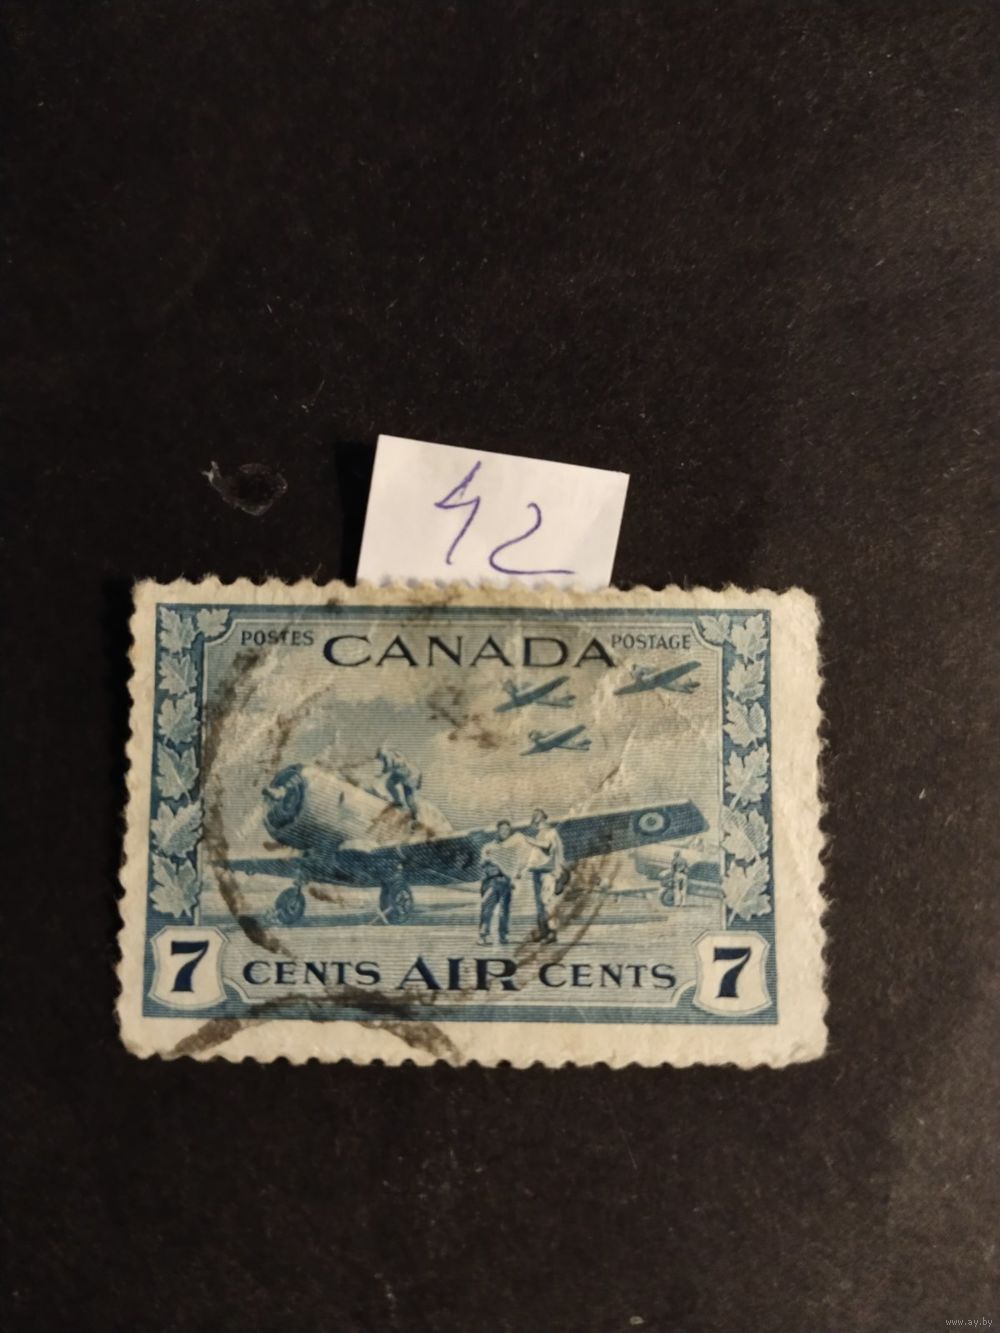 42
POSTES CANADA POSTAGE
7 CENTS AIR CENTS 7
www.ay.by